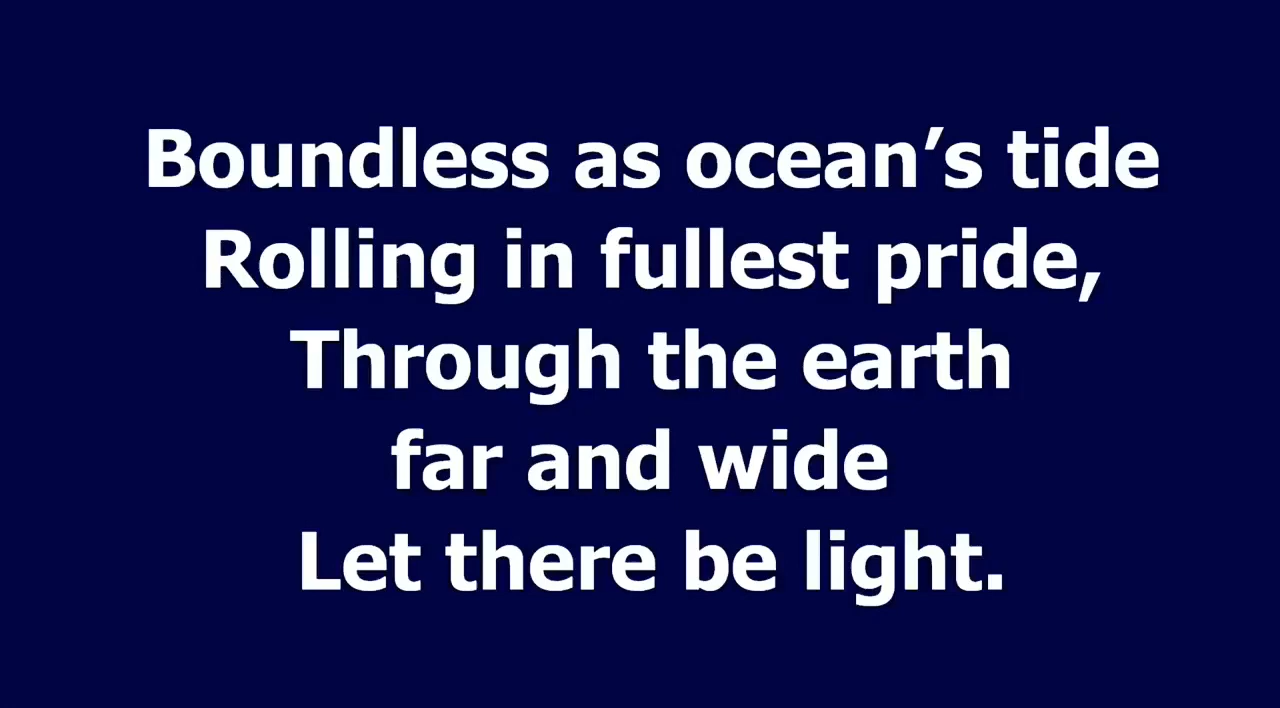 Boundless as ocean’s tide
Rolling in fullest pride,
Through the earth
far and wide
Let there be light.